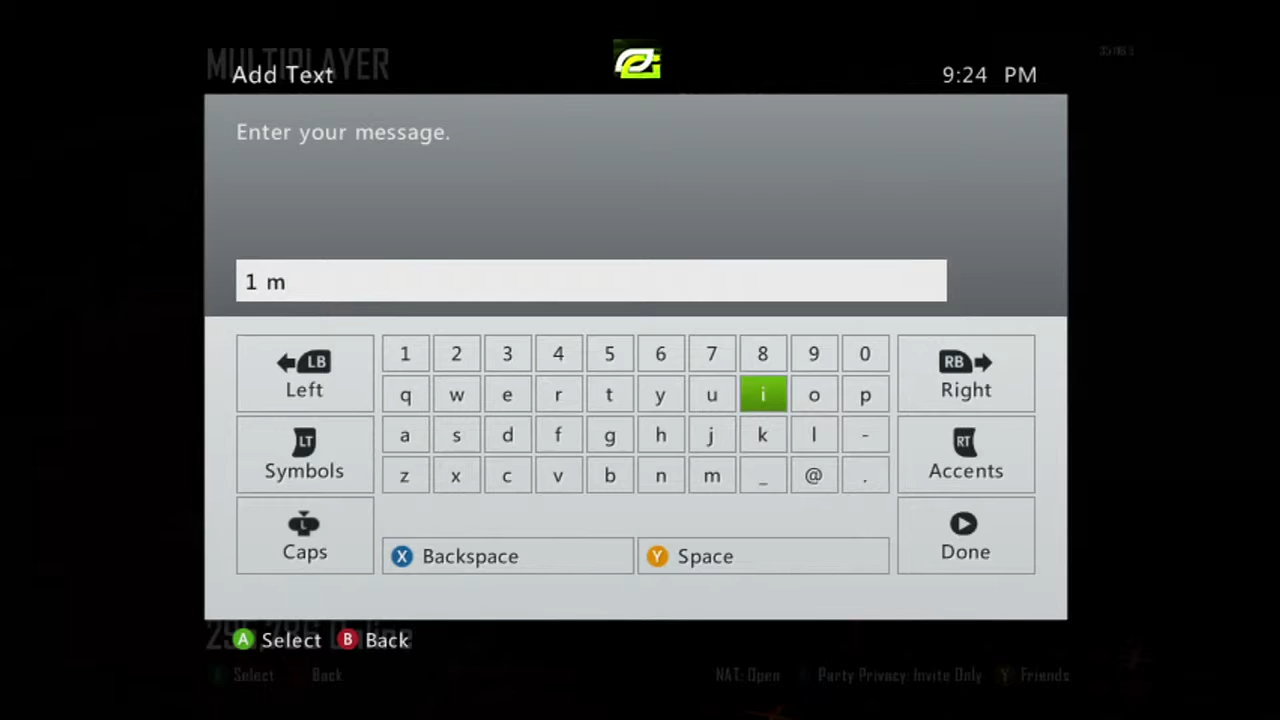 MULTIPLAYER
Add Text
9:24 PM
Enter your message.
1 m
LB
Left
1 2 3 4 5 6 7 8 9 0
RB
Right
q w e r t y u i o p
LT
Symbols
a s d f g h j k l -
RT
Accents
z x c v b n m _ @ .
L
Caps
X Backspace
Y Space
Done
Online
A Select B Back
Select Back
NAT: Open
Party Privacy: Invite Only
Y Friends